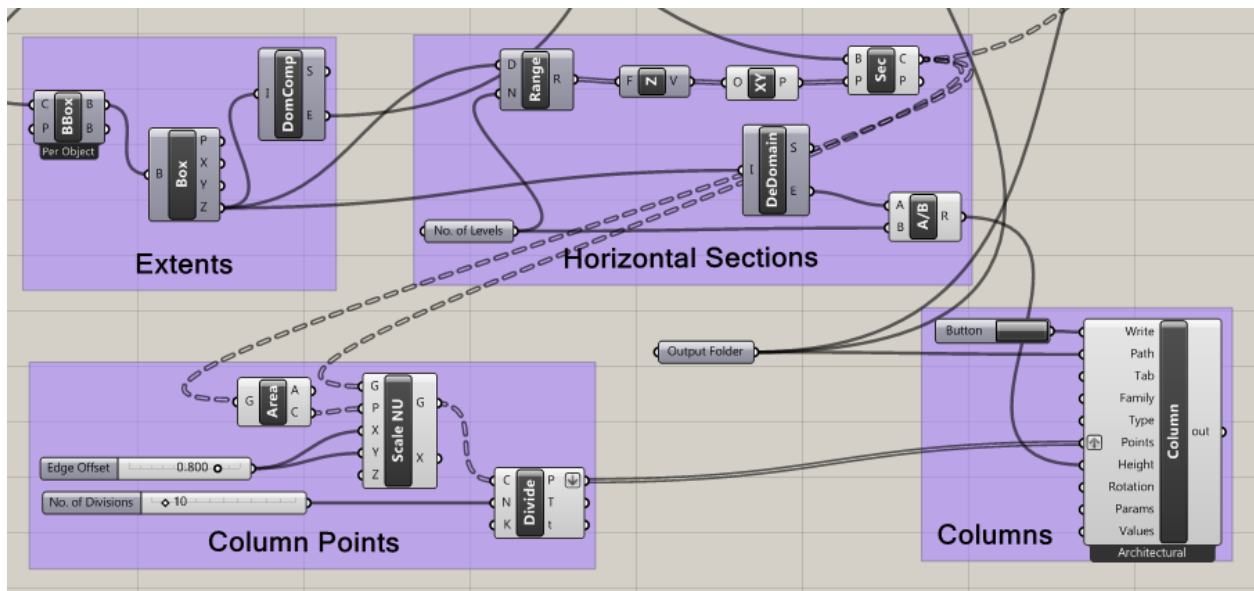 C
P
BBox
B
B
Per Object
B
Box
P
X
Y
Z
I
DomComp
S
E
Extents
D
N
Range
R
F
Z
V
O
XY
P
B
P
Sec
C
P
I
DeDomain
S
E
No. of Levels
A
B
A/B
R
Horizontal Sections
Output Folder
G
Area
A
C
G
P
X
Y
Z
Scale NU
G
X
Edge Offset
0.800
No. of Divisions
10
C
N
K
Divide
P
T
t
Column Points
Button
Write
Path
Tab
Family
Type
Points
Height
Rotation
Params
Values
Column
out
Architectural
Columns